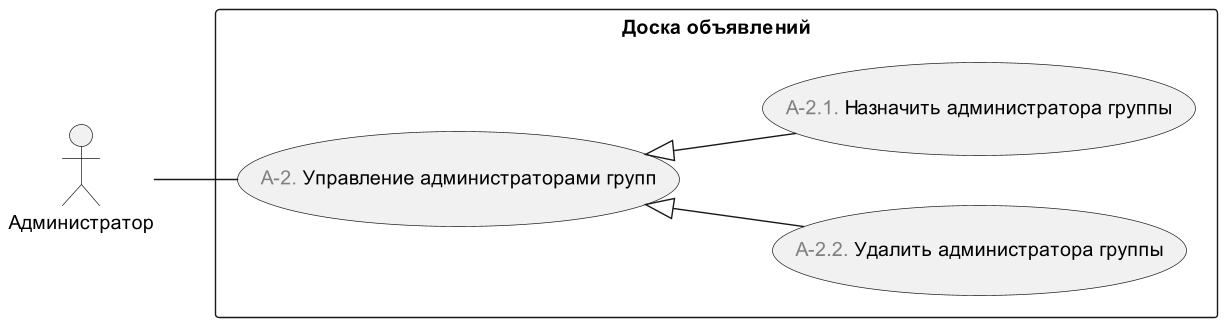 Доска объявлений
А-2.1. Назначить администратора группы
А-2. Управление администраторами групп
Администратор
А-2.2. Удалить администратора группы